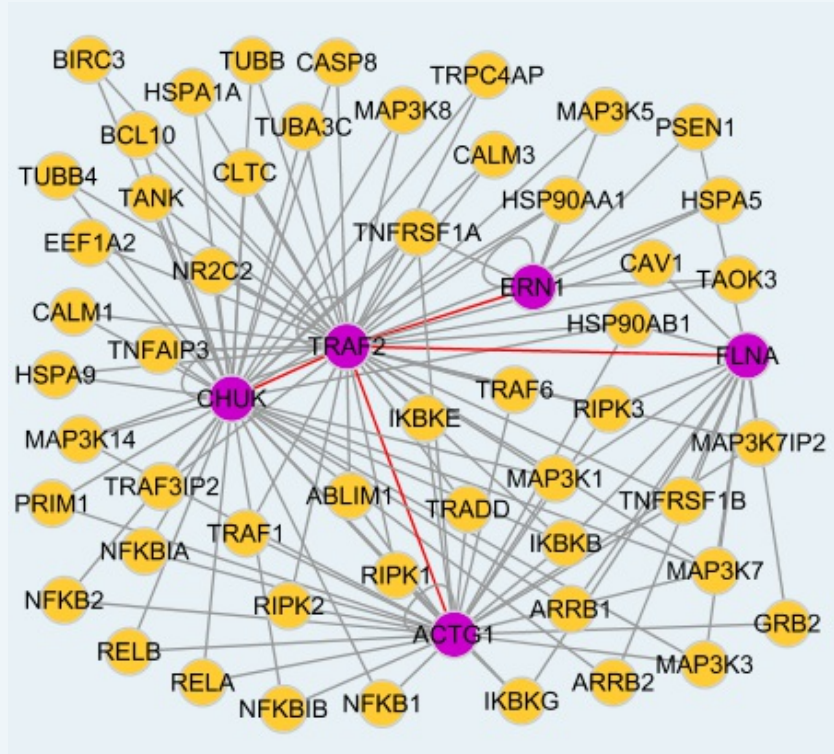 BIRC3
TUBB
CASP8
TRPC4AP
HSPA1A
MAP3K8
MAP3K5
PSEN1
BCL10
TUBA3C
CALM3
TUBB4
TANK
CLTC
HSP90AA1
HSPA5
EEF1A2
NR2C2
TNFRSF1A
CAV1
TAOK3
ERN1
CALM1
TNFAIP3
TRAF2
HSP90AB1
FLNA
HSPA9
CHUK
TRAF6
RIPK3
IKBKE
MAP3K14
MAP3K7IP2
PRIM1
TRAF3IP2
ABLIM1
TRADD
MAP3K1
TNFRSF1B
NFKBIA
TRAF1
IKBKB
RIPK1
MAP3K7
NFKB2
RIPK2
ARRB1
GRB2
ACTG1
RELB
MAP3K3
RELA
ARRB2
NFKBIB
NFKB1
IKBKG